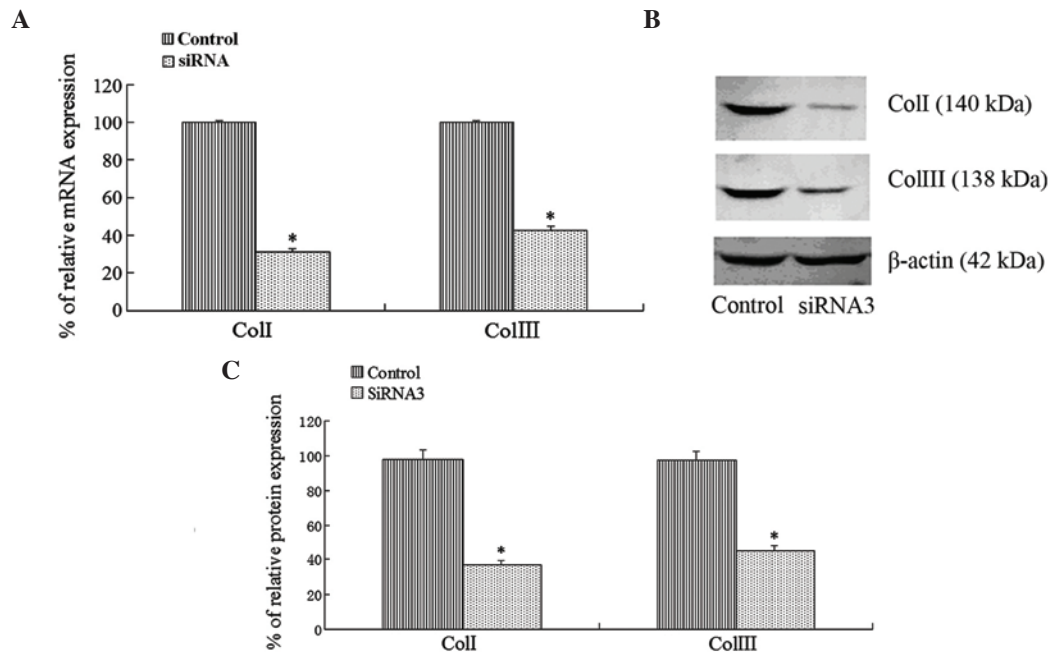 A
Control
siRNA
% of relative mRNA expression
120
100
80
60
40
20
0
*
*
ColI
ColIII
B
ColI (140 kDa)
ColIII (138 kDa)
β-actin (42 kDa)
Control siRNA3
C
Control
SiRNA3
% of relative protein expression
120
100
80
60
40
20
0
*
*
ColI
ColIII